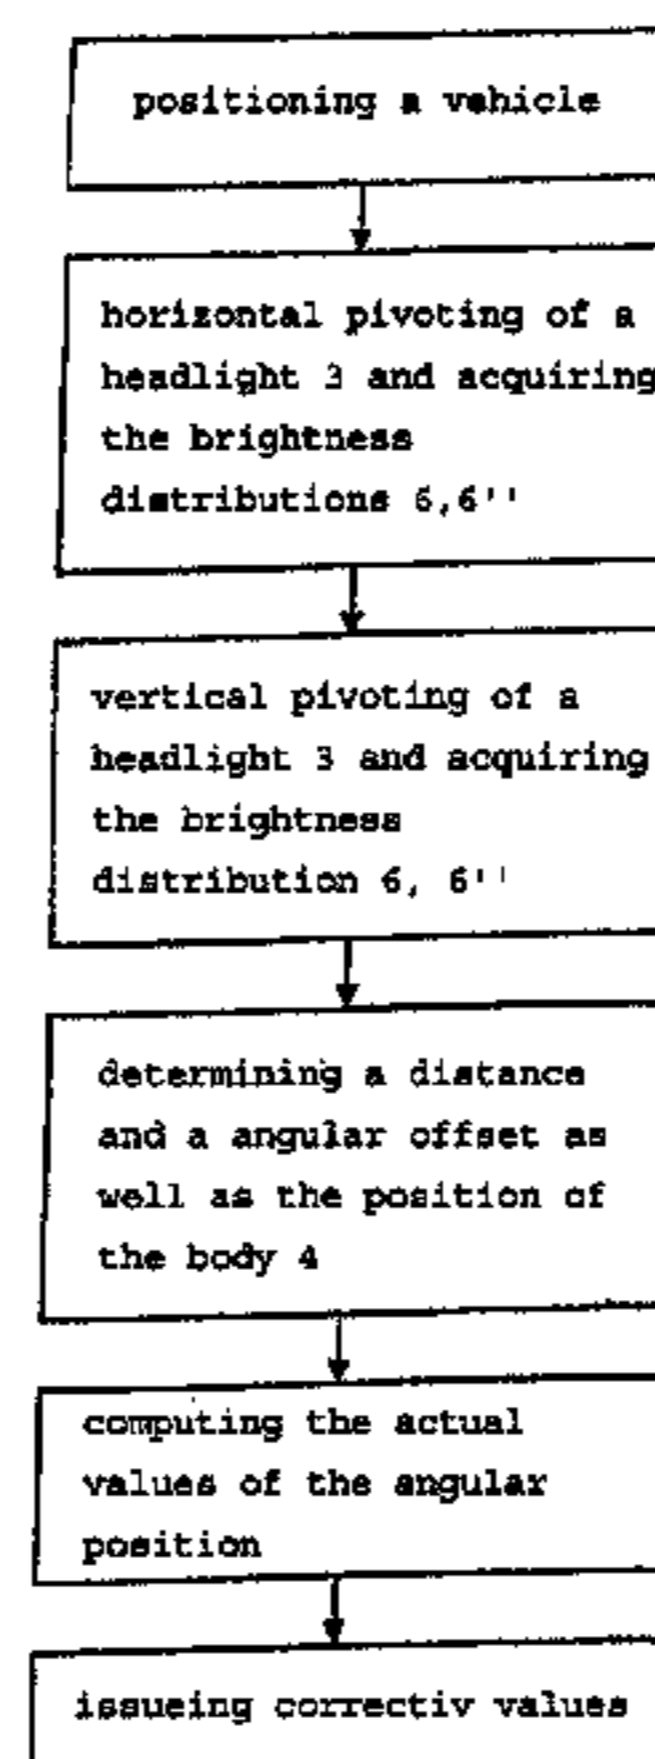 positioning a vehicle
horizontal pivoting of a
headlight 3 and acquiring
the brightness
distributions 6,6''
vertical pivoting of a
headlight 3 and acquiring
the brightness
distribution 6, 6''
determining a distance
and a angular offset as
well as the position of
the body 4
computing the actual
values of the angular
position
issueing correctiv values